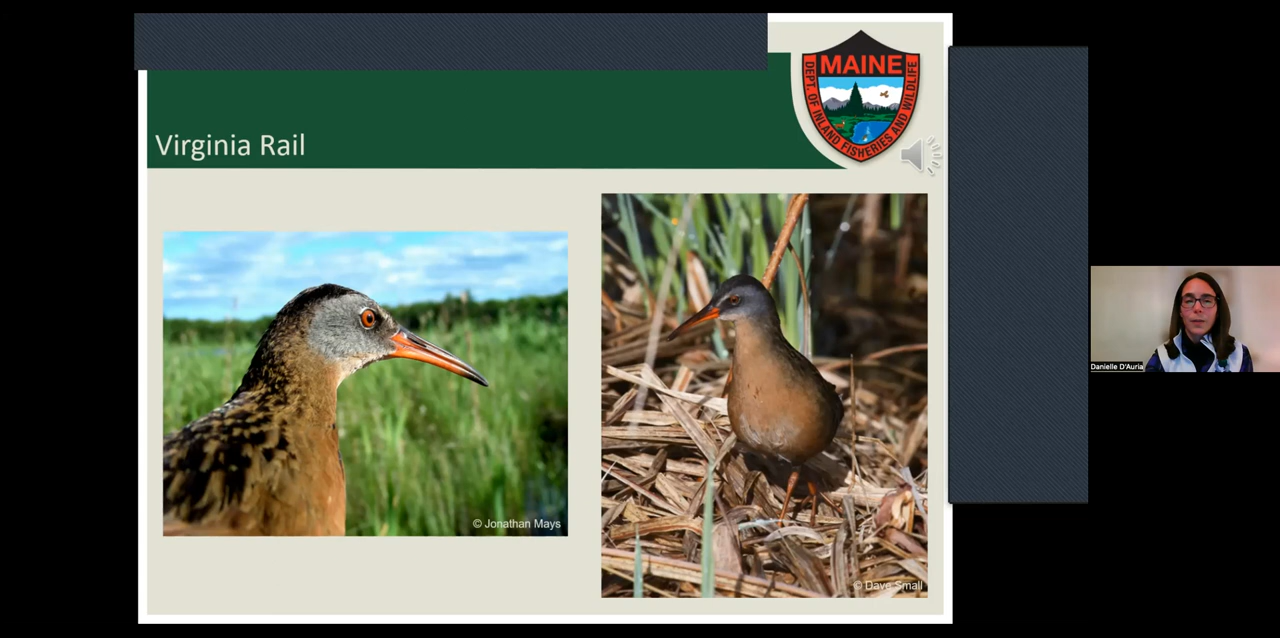 MAINE
DEPT. OF INLAND FISHERIES AND WILDLIFE
Virginia Rail
© Jonathan Mays
© Dave Small
Danielle D'Auria